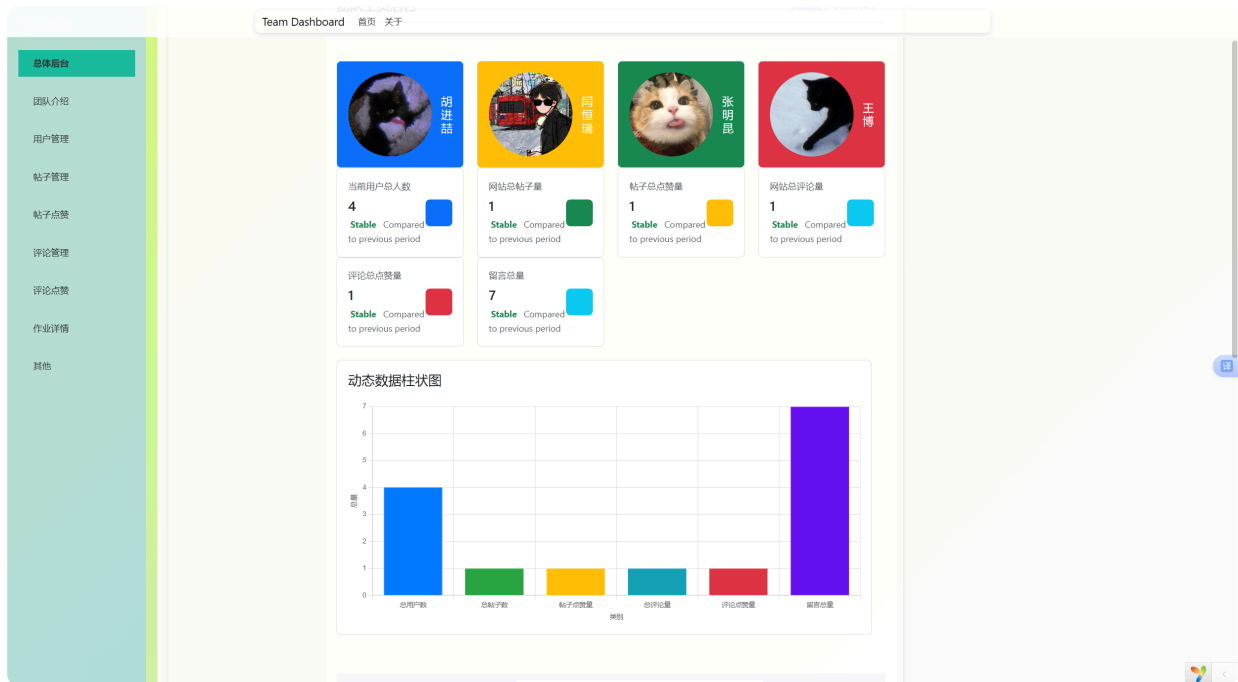 Team Dashboard 首页 关于
总体后台
团队介绍
用户管理
帖子管理
帖子点赞
评论管理
评论点赞
作业详情
其他
胡进喆
闫恒瑞
张明昆
王博
当前用户总人数
4
Stable Compared
to previous period
网站总帖子量
1
Stable Compared
to previous period
帖子总点赞量
1
Stable Compared
to previous period
网站总评论量
1
Stable Compared
to previous period
评论总点赞量
1
Stable Compared
to previous period
留言总量
7
Stable Compared
to previous period
动态数据柱状图
7
6
5
4
3
2
1
0
总量
总用户数 总帖子数 帖子点赞量 总评论量 评论点赞量 留言总量
类别
译